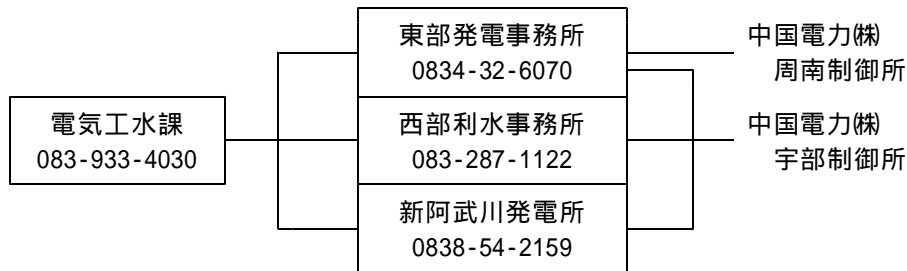 東部発電事務所
0834-32-6070
中国電力㈱
周南制御所
電気工水課
083-933-4030
西部利水事務所
083-287-1122
中国電力㈱
宇部制御所
新阿武川発電所
0838-54-2159